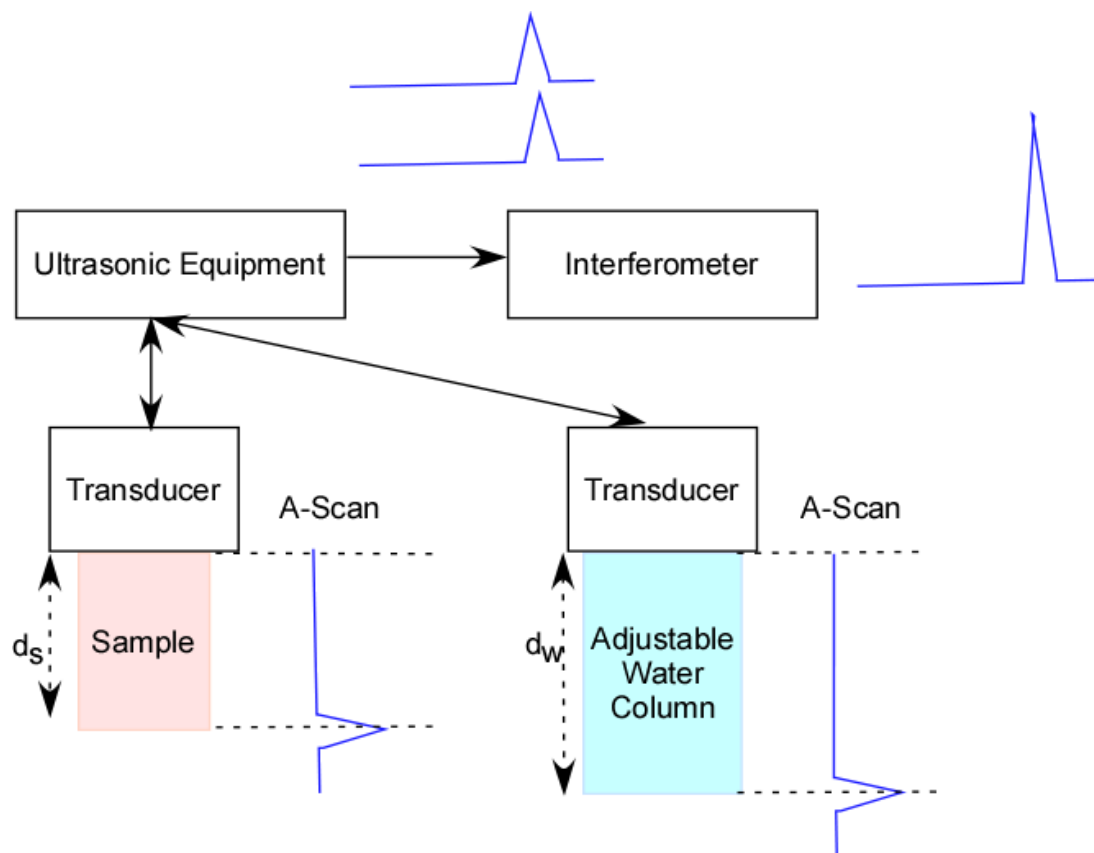 Ultrasonic Equipment
Interferometer
Transducer
A-Scan
Transducer
A-Scan
ds
Sample
dw
Adjustable
Water
Column